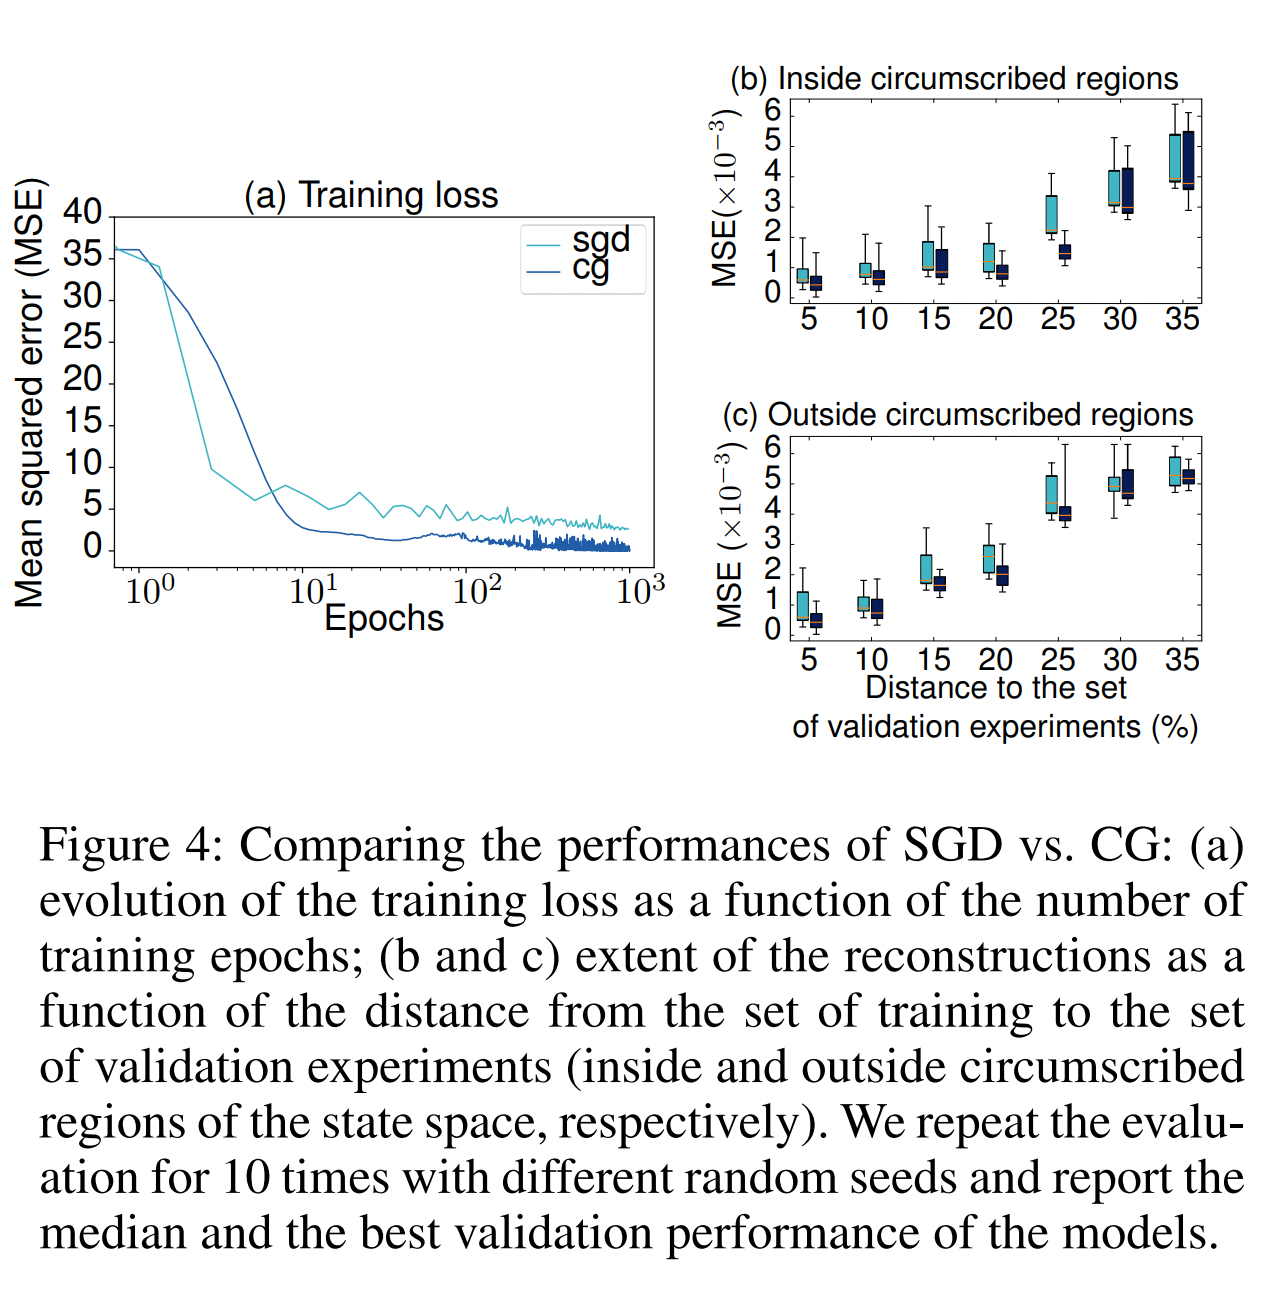 (a) Training loss
Mean squared error (MSE)
40
35
30
25
20
15
10
5
0
sgd
cg
10⁰ 10¹ 10² 10³
Epochs
(b) Inside circumscribed regions
MSE(×10⁻³)
6
5
4
3
2
1
0
5 10 15 20 25 30 35
(c) Outside circumscribed regions
MSE (×10⁻³)
6
5
4
3
2
1
0
5 10 15 20 25 30 35
Distance to the set
of validation experiments (%)
Figure 4: Comparing the performances of SGD vs. CG: (a)
evolution of the training loss as a function of the number of
training epochs; (b and c) extent of the reconstructions as a
function of the distance from the set of training to the set
of validation experiments (inside and outside circumscribed
regions of the state space, respectively). We repeat the evalu-
ation for 10 times with different random seeds and report the
median and the best validation performance of the models.